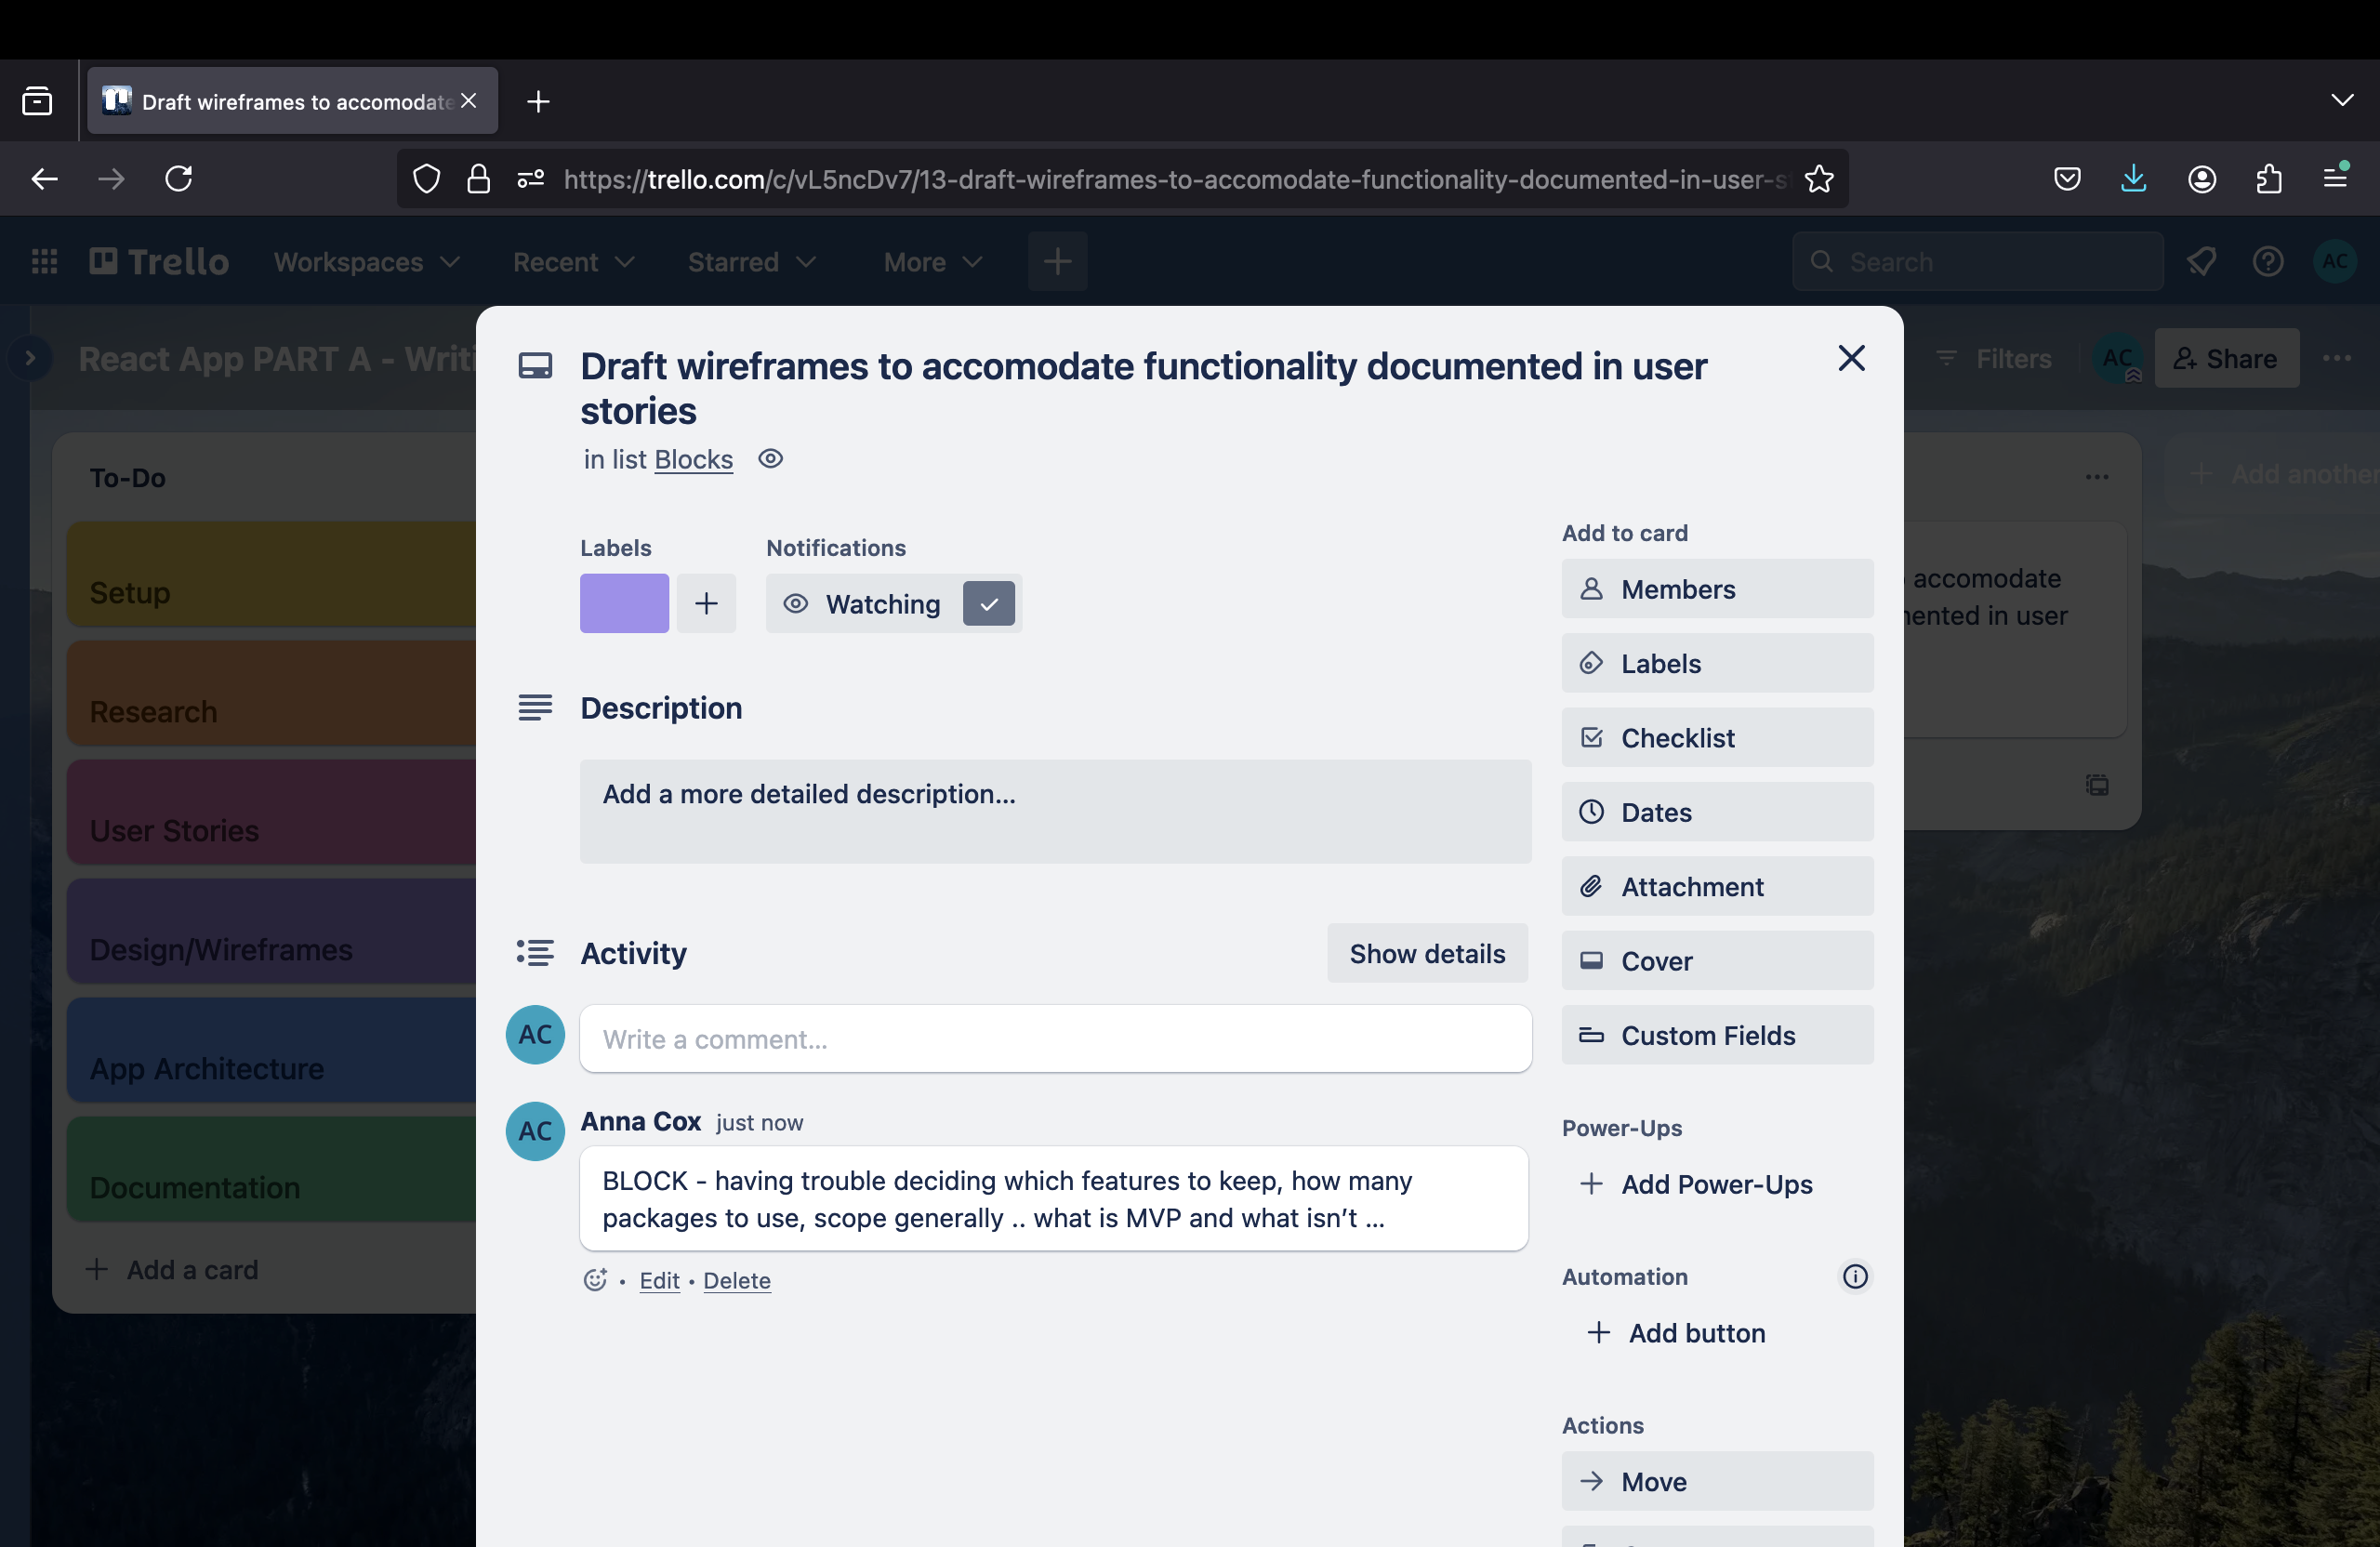 Draft wireframes to accomodate
https://trello.com/c/vL5ncDv7/13-draft-wireframes-to-accomodate-functionality-documented-in-user-s
Trello
Workspaces
Recent
Starred
More
Search
AC
React App PART A - Writi
Filters
AC
Share
To-Do
Setup
Research
User Stories
Design/Wireframes
App Architecture
Documentation
Add a card
Draft wireframes to accomodate functionality documented in user
stories
in list Blocks
Labels
Notifications
Watching
Description
Add a more detailed description...
Activity
Show details
AC
Write a comment...
AC
Anna Cox just now
BLOCK - having trouble deciding which features to keep, how many
packages to use, scope generally .. what is MVP and what isn’t ...
• Edit • Delete
Add to card
Members
Labels
Checklist
Dates
Attachment
Cover
Custom Fields
Power-Ups
Add Power-Ups
Automation
Add button
Actions
Move
accomodate
ented in user
Add another